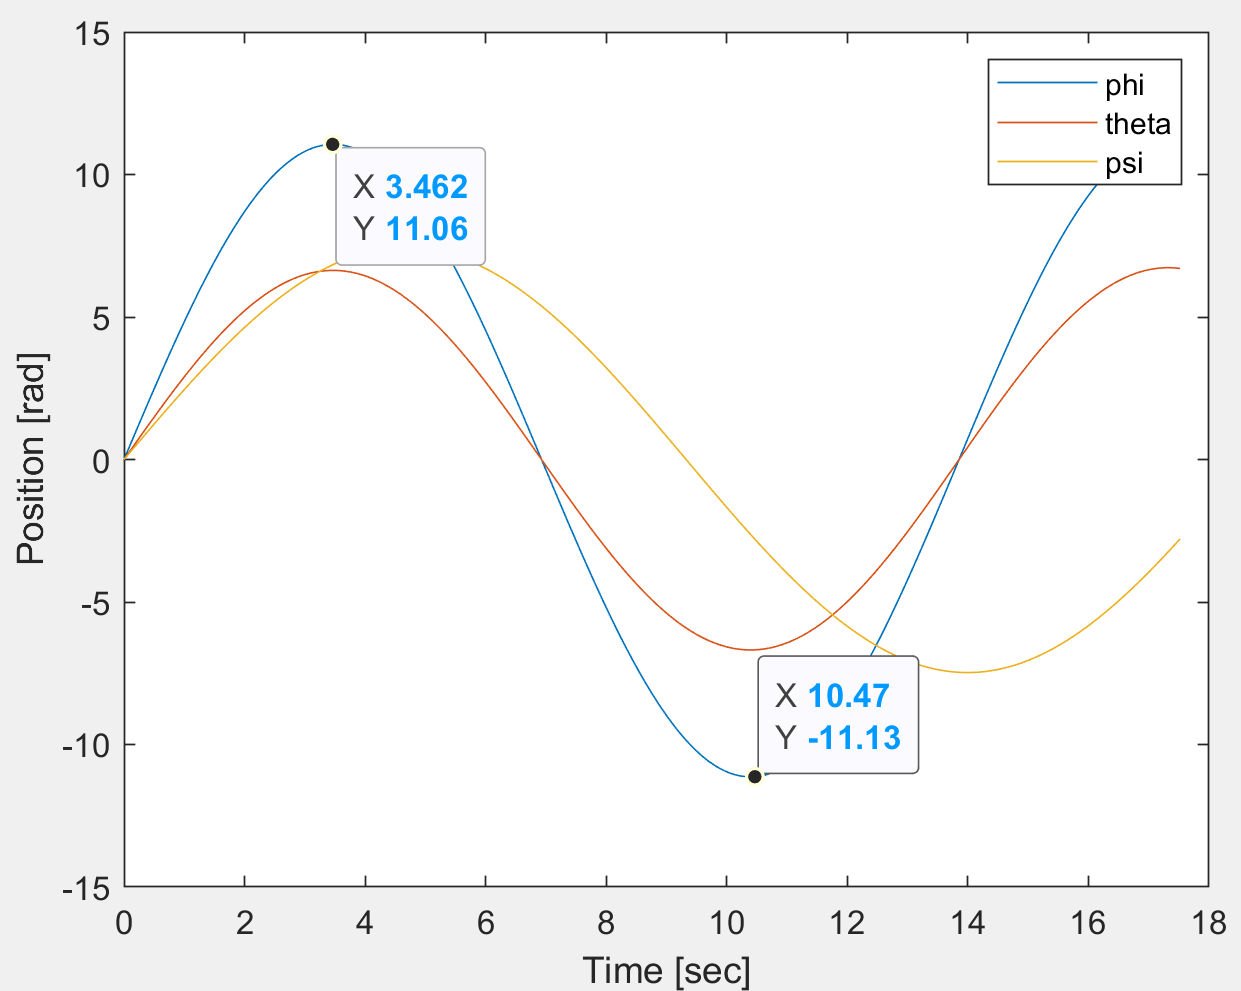 15
10
5
0
-5
-10
-15
0 2 4 6 8 10 12 14 16 18
Position [rad]
Time [sec]
phi
theta
psi
X 3.462
Y 11.06
X 10.47
Y -11.13